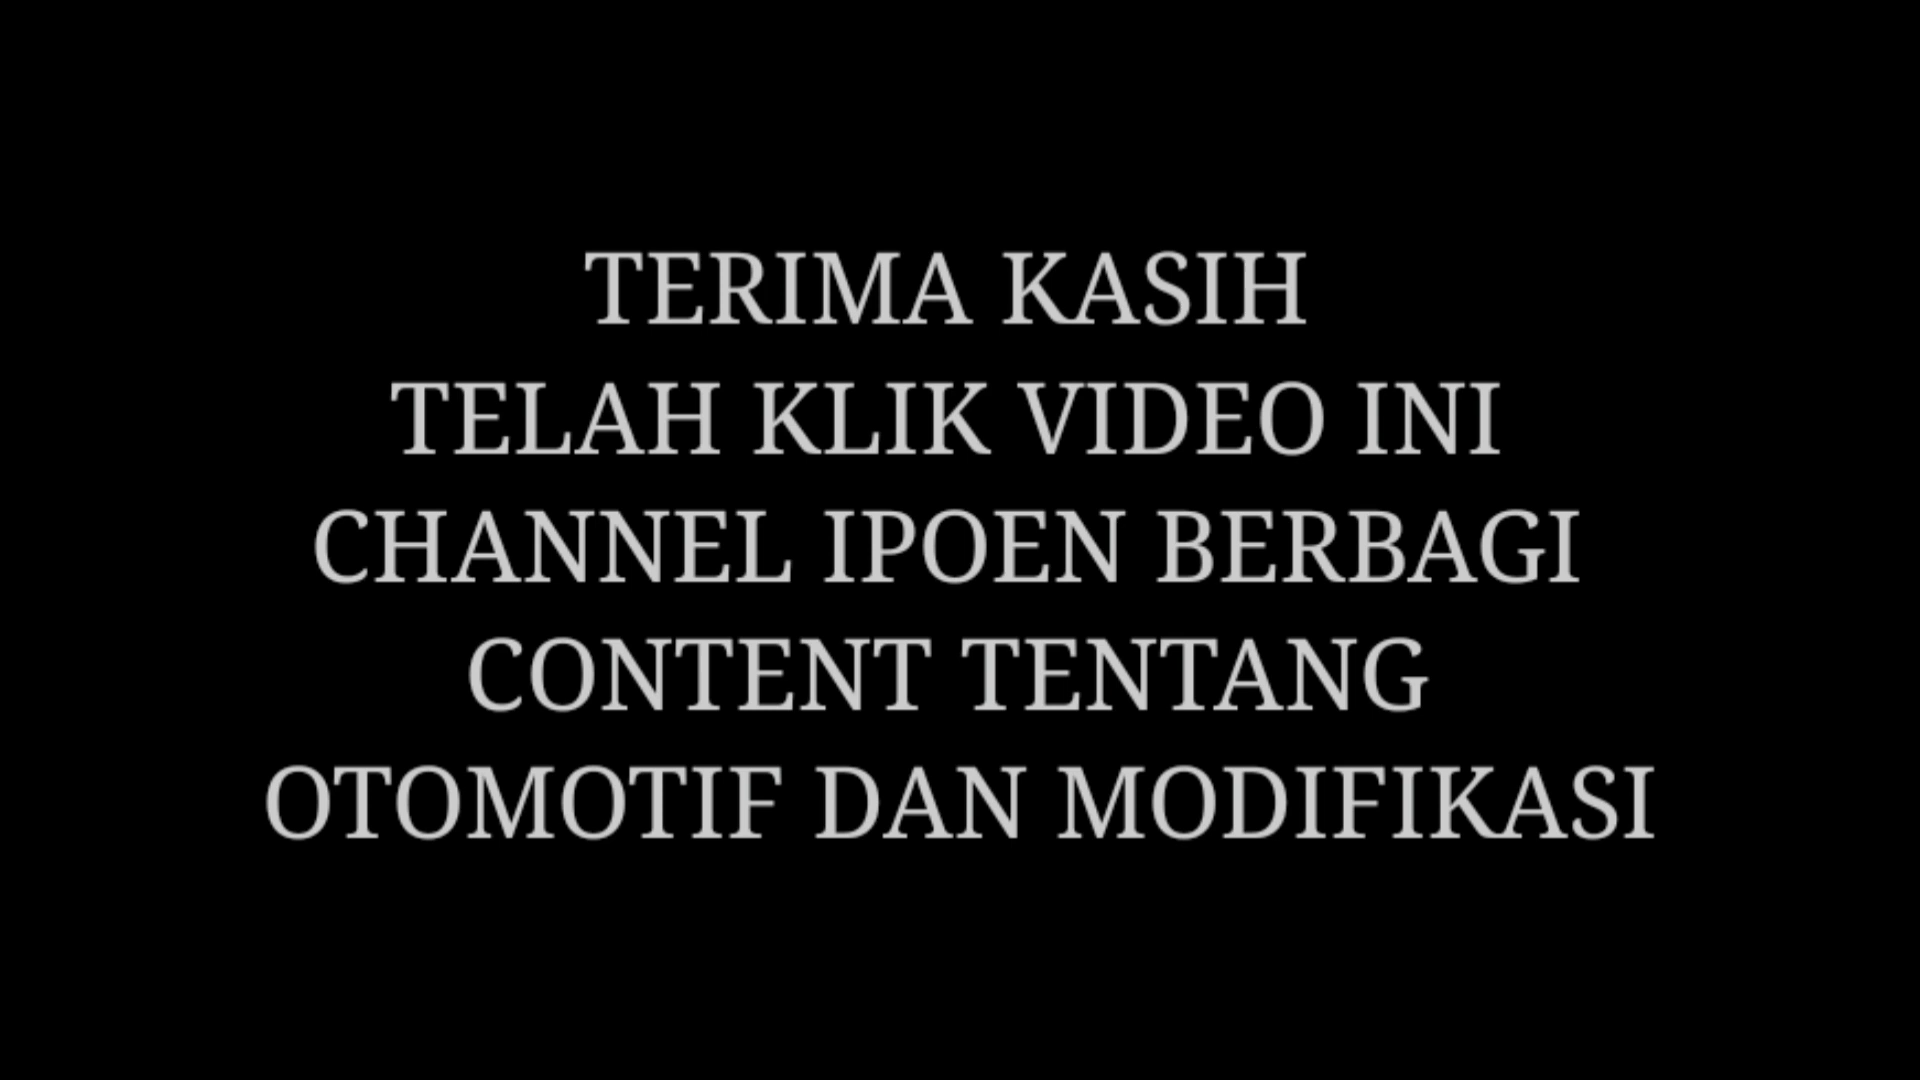 TERIMA KASIH
TELAH KLIK VIDEO INI
CHANNEL IPOEN BERBAGI
CONTENT TENTANG
OTOMOTIF DAN MODIFIKASI